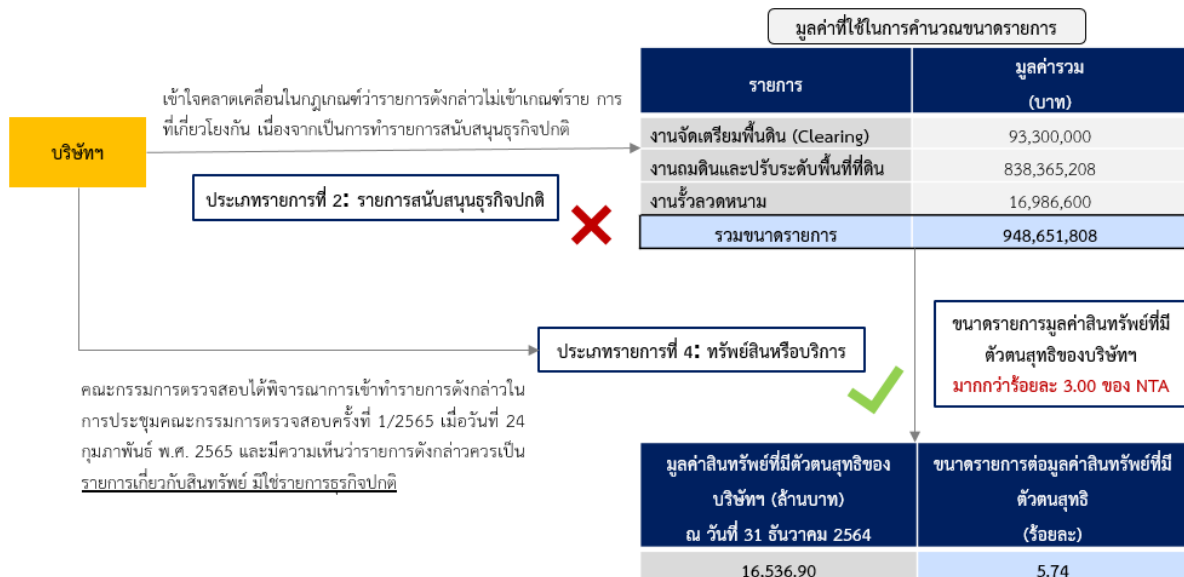 มูลค่าที่ใช้ในการคำนวณขนาดรายการ
รายการ
มูลค่ารวม
(บาท)
งานจัดเตรียมพื้นดิน (Clearing) 93,300,000
งานถมดินและปรับระดับพื้นที่ที่ดิน 838,365,208
งานรั้วลวดหนาม 16,986,600
รวมขนาดรายการ 948,651,808
เข้าใจคลาดเคลื่อนในกฎเกณฑ์ว่ารายการดังกล่าวไม่เข้าเกณฑ์ราย การ
ที่เกี่ยวโยงกัน เนื่องจากเป็นการทำรายการสนับสนุนธุรกิจปกติ
บริษัทฯ
ประเภทรายการที่ 2: รายการสนับสนุนธุรกิจปกติ
ประเภทรายการที่ 4: ทรัพย์สินหรือบริการ
ขนาดรายการมูลค่าสินทรัพย์ที่มี
ตัวตนสุทธิของบริษัทฯ
มากกว่าร้อยละ 3.00 ของ NTA
คณะกรรมการตรวจสอบได้พิจารณาการเข้าทำรายการดังกล่าวใน
การประชุมคณะกรรมการตรวจสอบครั้งที่ 1/2565 เมื่อวันที่ 24
กุมภาพันธ์ พ.ศ. 2565 และมีความเห็นว่ารายการดังกล่าวควรเป็น
รายการเกี่ยวกับสินทรัพย์ มิใช่รายการธุรกิจปกติ
มูลค่าสินทรัพย์ที่มีตัวตนสุทธิของ
บริษัทฯ (ล้านบาท)
ณ วันที่ 31 ธันวาคม 2564
ขนาดรายการต่อมูลค่าสินทรัพย์ที่มี
ตัวตนสุทธิ
(ร้อยละ)
16,536.90 5.74